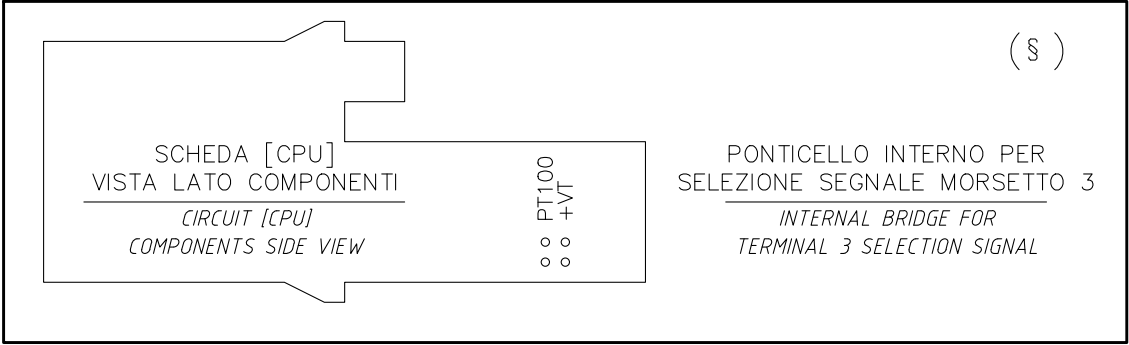 (§)
SCHEDA [CPU]
VISTA LATO COMPONENTI
CIRCUIT [CPU]
COMPONENTS SIDE VIEW
PT100
+VT
PONTICELLO INTERNO PER
SELEZIONE SEGNALE MORSETTO 3
INTERNAL BRIDGE FOR
TERMINAL 3 SELECTION SIGNAL